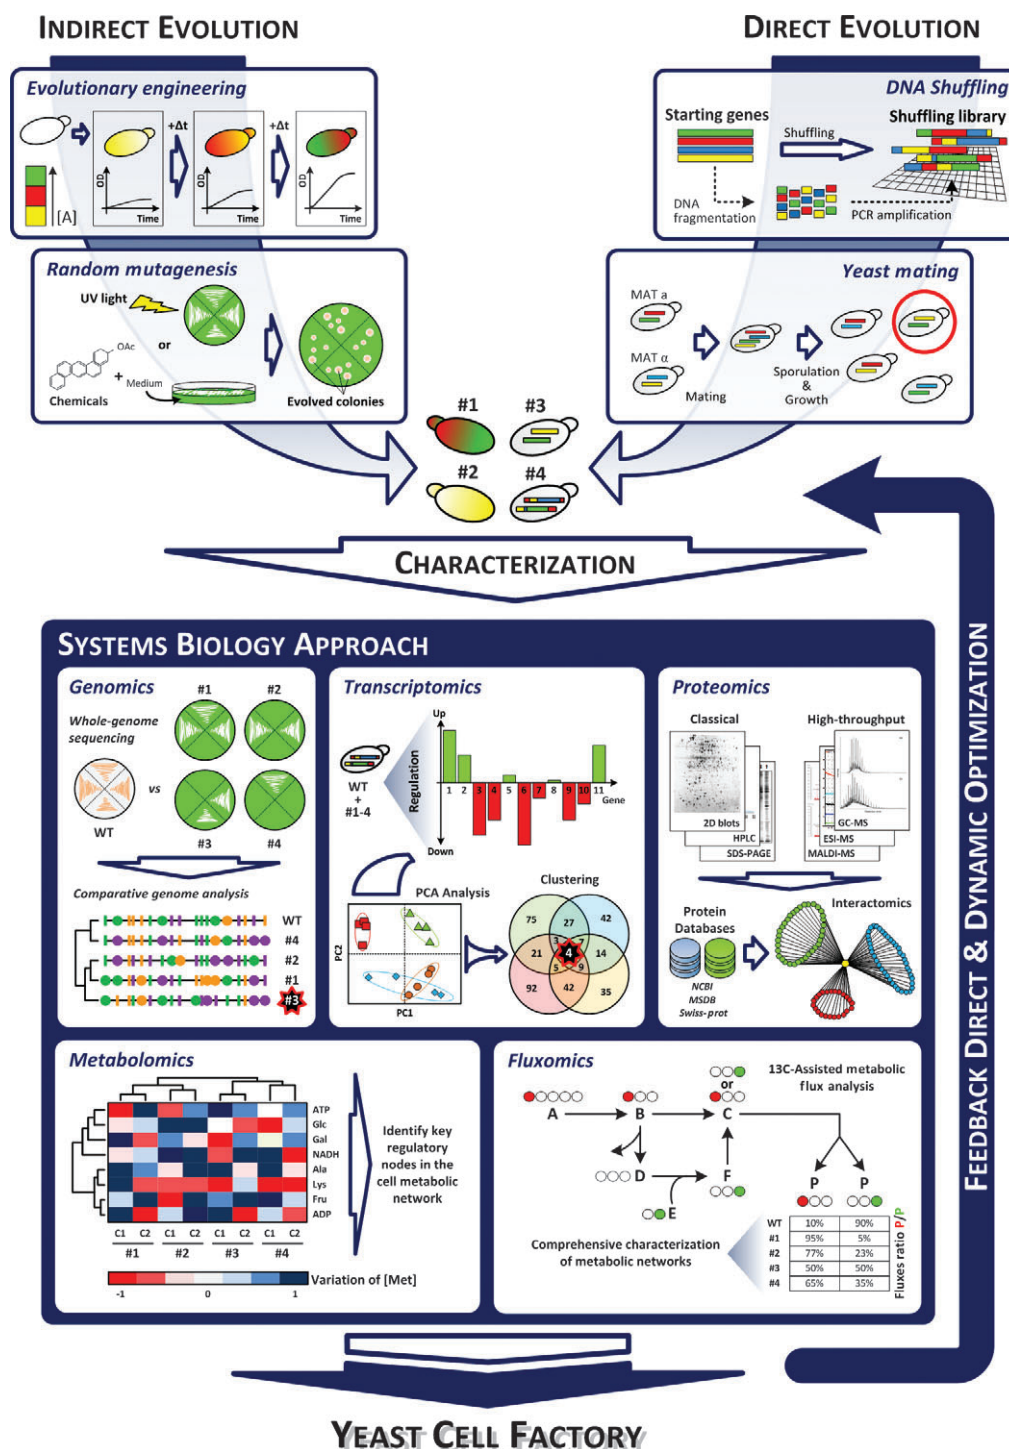 INDIRECT EVOLUTION
DIRECT EVOLUTION
Evolutionary engineering
+Δt
+Δt
OD
Time
OD
Time
OD
Time
[A]
DNA Shuffling
Starting genes
Shuffling
Shuffling library
DNA
fragmentation
PCR amplification
Random mutagenesis
UV light
or
OAc
+
Medium
Chemicals
Evolved colonies
Yeast mating
MAT a
MAT α
Mating
Sporulation
&
Growth
#1
#3
#2
#4
CHARACTERIZATION
SYSTEMS BIOLOGY APPROACH
Genomics
#1
#2
Whole-genome
sequencing
vs
WT
#3
#4
Comparative genome analysis
WT
#4
#2
#1
#3
Transcriptomics
Up
Regulation
Down
WT
+
#1-4
1 2 3 4 5 6 7 8 9 10 11
Gene
PCA Analysis
PC2
PC1
Clustering
75
27
42
3
7
21
4
14
5
9
92
42
35
Proteomics
Classical
High-throughput
2D blots
HPLC
SDS-PAGE
GC-MS
ESI-MS
MALDI-MS
Protein
Databases
NCBI
MSDB
Swiss-prot
Interactomics
Metabolomics
ATP
Glc
Gal
NADH
Ala
Lys
Fru
ADP
C1 C2 C1 C2 C1 C2 C1 C2
#1 #2 #3 #4
Variation of [Met]
-1 0 1
Identify key
regulatory
nodes in the
cell metabolic
network
Fluxomics
13C-Assisted metabolic
flux analysis
or
A
B
C
D
F
E
P
P
Comprehensive characterization
of metabolic networks
WT 10% 90%
#1 95% 5%
#2 77% 23%
#3 50% 50%
#4 65% 35%
Fluxes ratio P/P
FEEDBACK DIRECT & DYNAMIC OPTIMIZATION
YEAST CELL FACTORY